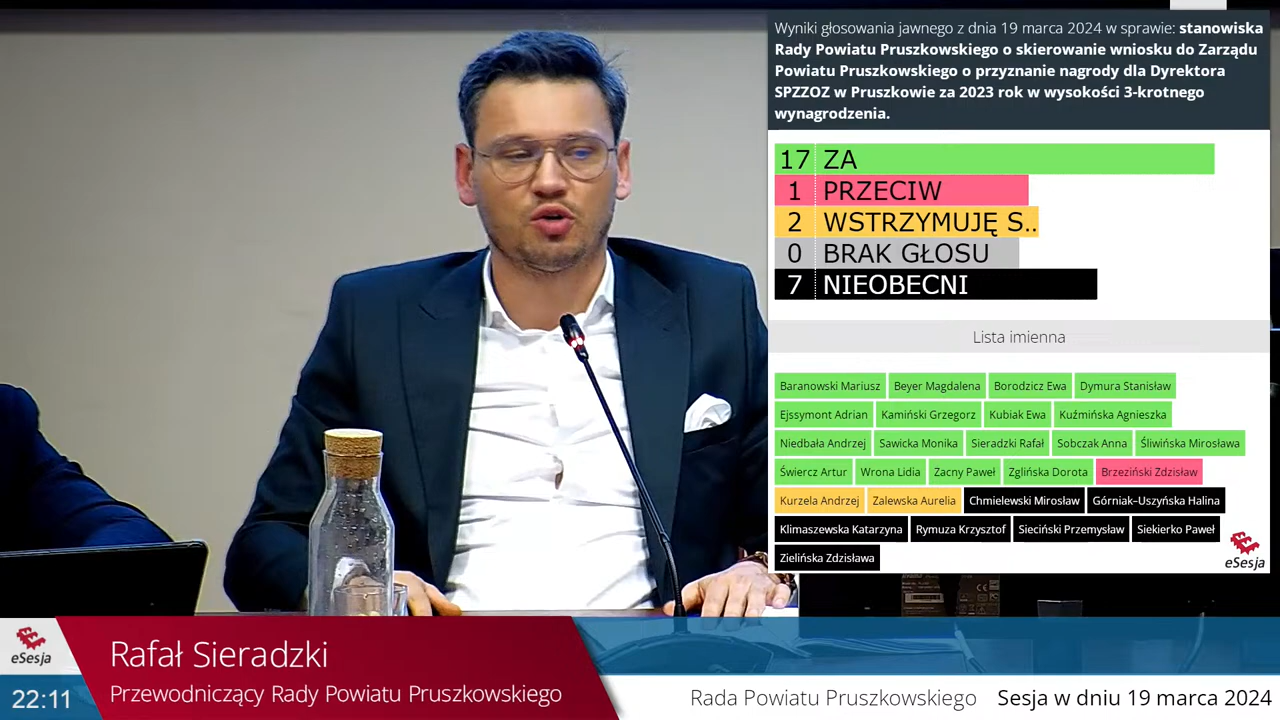 Wyniki głosowania jawnego z dnia 19 marca 2024 w sprawie: stanowiska
Rady Powiatu Pruszkowskiego o skierowanie wniosku do Zarządu
Powiatu Pruszkowskiego o przyznanie nagrody dla Dyrektora
SPZZOZ w Pruszkowie za 2023 rok w wysokości 3-krotnego
wynagrodzenia.
17 ZA
1 PRZECIW
2 WSTRZYMUJĘ S..
0 BRAK GŁOSU
7 NIEOBECNI
Lista imienna
Baranowski Mariusz Beyer Magdalena Borodzicz Ewa Dymura Stanisław
Ejssymont Adrian Kamiński Grzegorz Kubiak Ewa Kuźmińska Agnieszka
Niedbała Andrzej Sawicka Monika Sieradzki Rafał Sobczak Anna Śliwińska Mirosława
Świercz Artur Wrona Lidia Zacny Paweł Zglińska Dorota Brzeziński Zdzisław
Kurzela Andrzej Zalewska Aurelia Chmielewski Mirosław Górniak–Uszyńska Halina
Klimaszewska Katarzyna Rymuza Krzysztof Sieciński Przemysław Siekierko Paweł
Zielińska Zdzisława
eSesja
eSesja
Rafał Sieradzki
22:11
Przewodniczący Rady Powiatu Pruszkowskiego
Rada Powiatu Pruszkowskiego Sesja w dniu 19 marca 2024